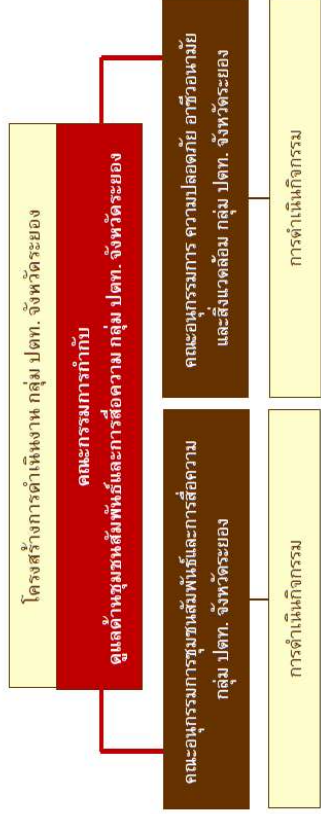 โครงสร้างการดำเนินงาน กลุ่ม ปตท. จังหวัดระยอง
คณะกรรมการกำกับ
ดูแลด้านชุมชนสัมพันธ์และการสื่อความ กลุ่ม ปตท. จังหวัดระยอง
คณะอนุกรรมการชุมชนสัมพันธ์และการสื่อความ
กลุ่ม ปตท. จังหวัดระยอง
การดำเนินกิจกรรม
คณะอนุกรรมการ ความปลอดภัย อาชีวอนามัย
และสิ่งแวดล้อม กลุ่ม ปตท. จังหวัดระยอง
การดำเนินกิจกรรม